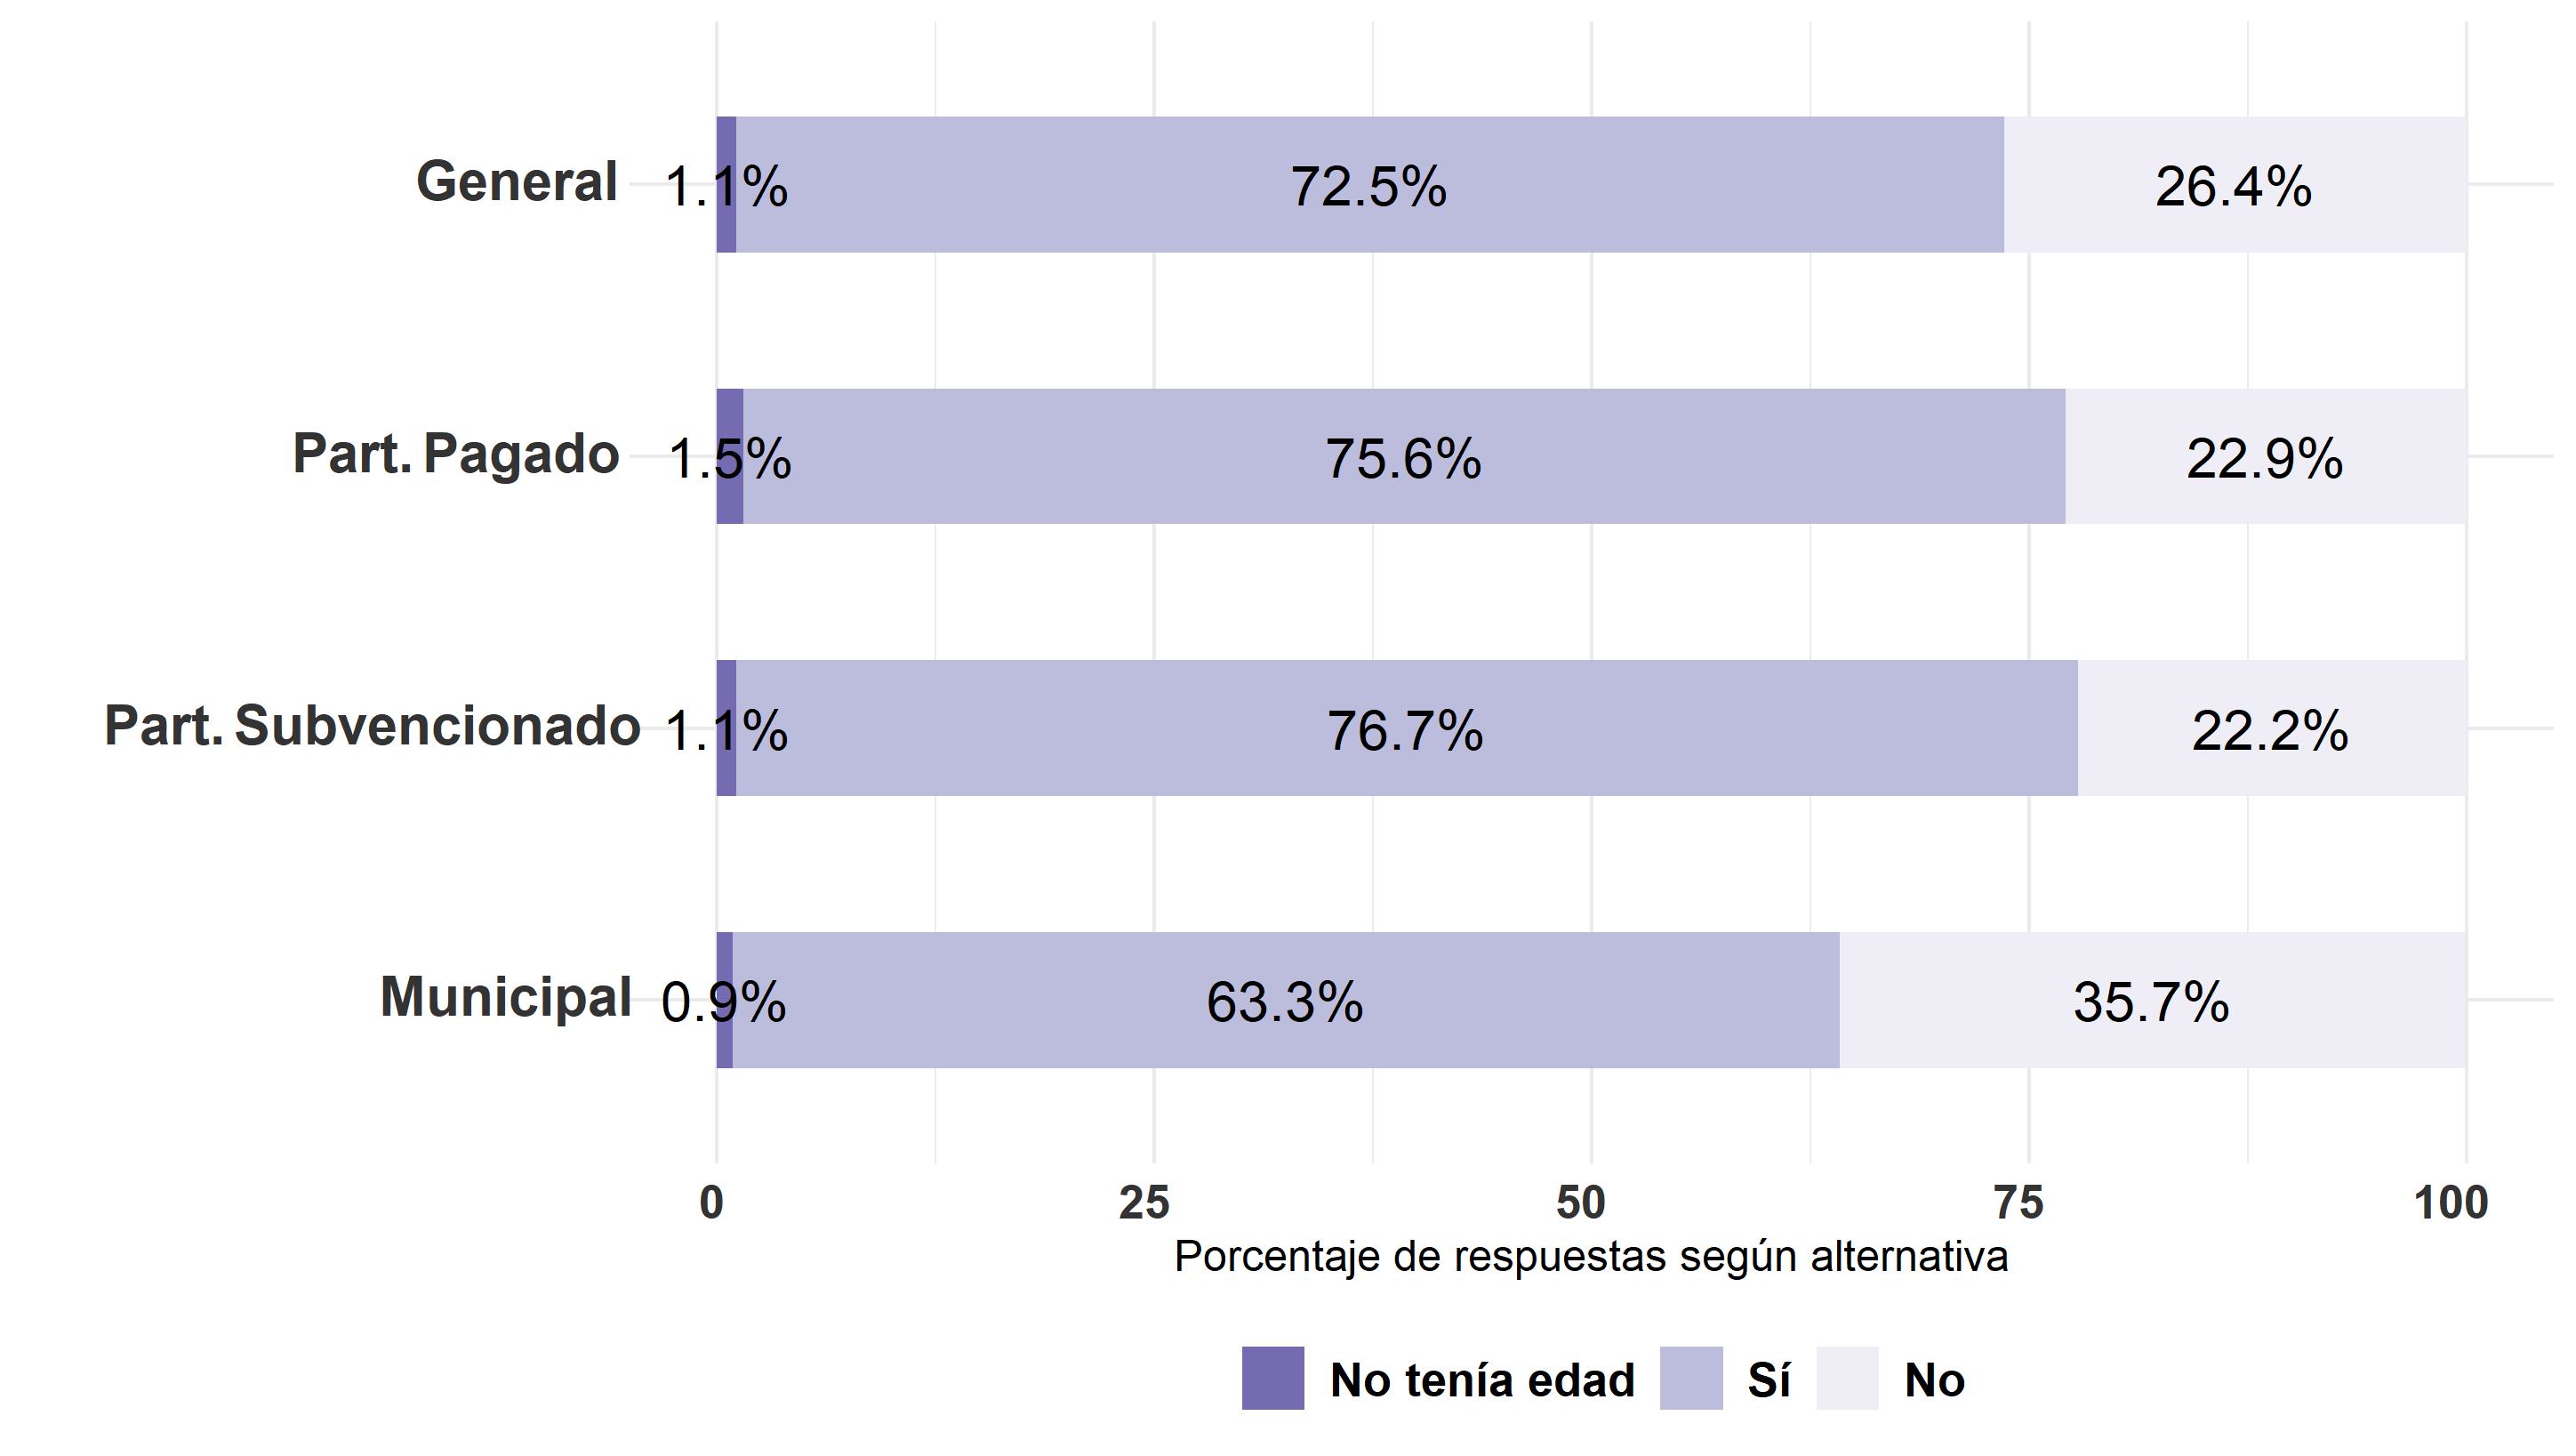 General 1.1% 72.5% 26.4%
Part. Pagado 1.5% 75.6% 22.9%
Part. Subvencionado 1.1% 76.7% 22.2%
Municipal 0.9% 63.3% 35.7%
0 25 50 75 100
Porcentaje de respuestas según alternativa
No tenía edad Sí No